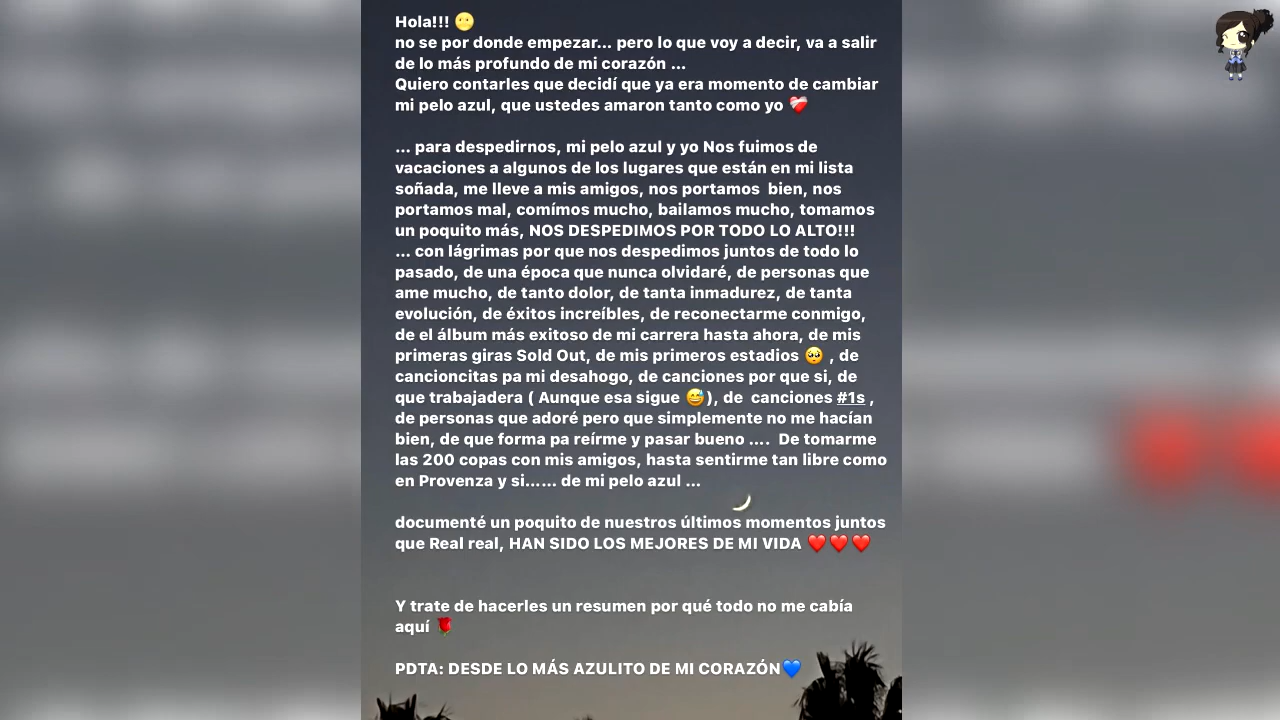 Hola!!! 😶
no se por donde empezar... pero lo que voy a decir, va a salir
de lo más profundo de mi corazón ...
Quiero contarles que decidí que ya era momento de cambiar
mi pelo azul, que ustedes amaron tanto como yo ❤️‍🩹
... para despedirnos, mi pelo azul y yo Nos fuimos de
vacaciones a algunos de los lugares que están en mi lista
soñada, me lleve a mis amigos, nos portamos  bien, nos
portamos mal, comímos mucho, bailamos mucho, tomamos
un poquito más, NOS DESPEDIMOS POR TODO LO ALTO!!!
... con lágrimas por que nos despedimos juntos de todo lo
pasado, de una época que nunca olvidaré, de personas que
ame mucho, de tanto dolor, de tanta inmadurez, de tanta
evolución, de éxitos increíbles, de reconectarme conmigo,
de el álbum más exitoso de mi carrera hasta ahora, de mis
primeras giras Sold Out, de mis primeros estadios 🥺 , de
cancioncitas pa mi desahogo, de canciones por que si, de
que trabajadera ( Aunque esa sigue 😅), de  canciones #1s ,
de personas que adoré pero que simplemente no me hacían
bien, de que forma pa reírme y pasar bueno ....  De tomarme
las 200 copas con mis amigos, hasta sentirme tan libre como
en Provenza y si...... de mi pelo azul ...
documenté un poquito de nuestros últimos momentos juntos
que Real real, HAN SIDO LOS MEJORES DE MI VIDA ❤️❤️❤️
Y trate de hacerles un resumen por qué todo no me cabía
aquí 🌹
PDTA: DESDE LO MÁS AZULITO DE MI CORAZÓN💙